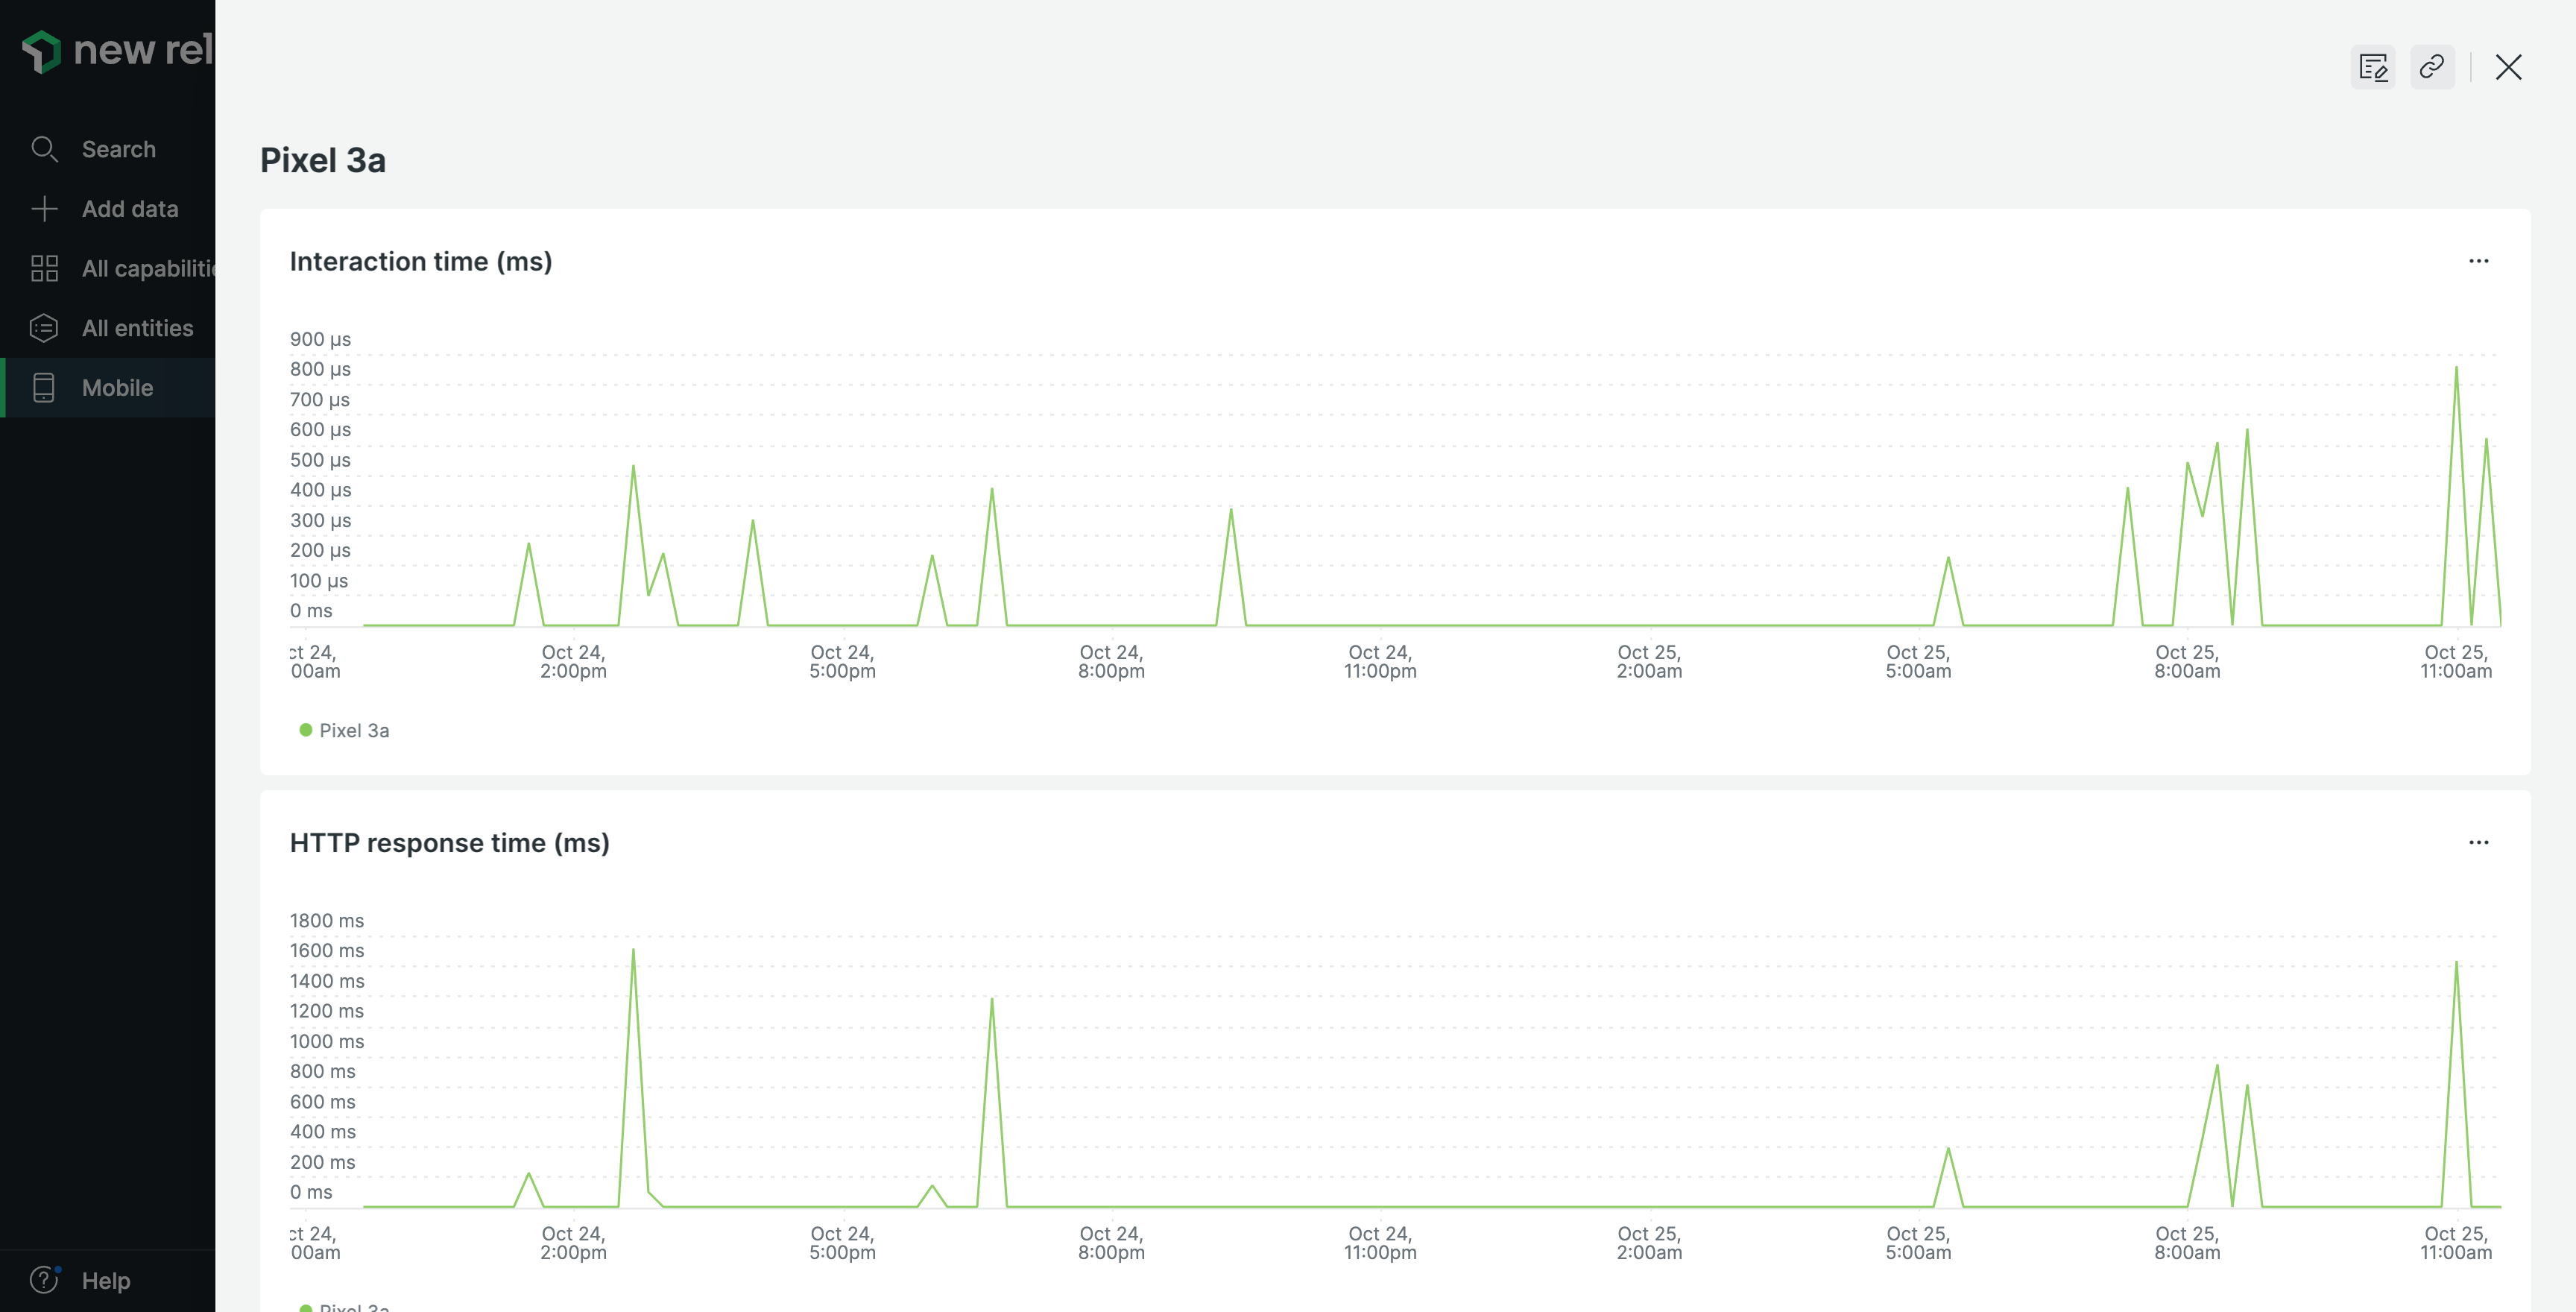 new rel
Search
Add data
All capabilitie
All entities
Mobile
Help
Pixel 3a
Interaction time (ms)
...
900 µs
800 µs
700 µs
600 µs
500 µs
400 µs
300 µs
200 µs
100 µs
0 ms
ct 24,
00am
Oct 24,
2:00pm
Oct 24,
5:00pm
Oct 24,
8:00pm
Oct 24,
11:00pm
Oct 25,
2:00am
Oct 25,
5:00am
Oct 25,
8:00am
Oct 25,
11:00am
Pixel 3a
HTTP response time (ms)
...
1800 ms
1600 ms
1400 ms
1200 ms
1000 ms
800 ms
600 ms
400 ms
200 ms
0 ms
ct 24,
00am
Oct 24,
2:00pm
Oct 24,
5:00pm
Oct 24,
8:00pm
Oct 24,
11:00pm
Oct 25,
2:00am
Oct 25,
5:00am
Oct 25,
8:00am
Oct 25,
11:00am
Pixel 3a